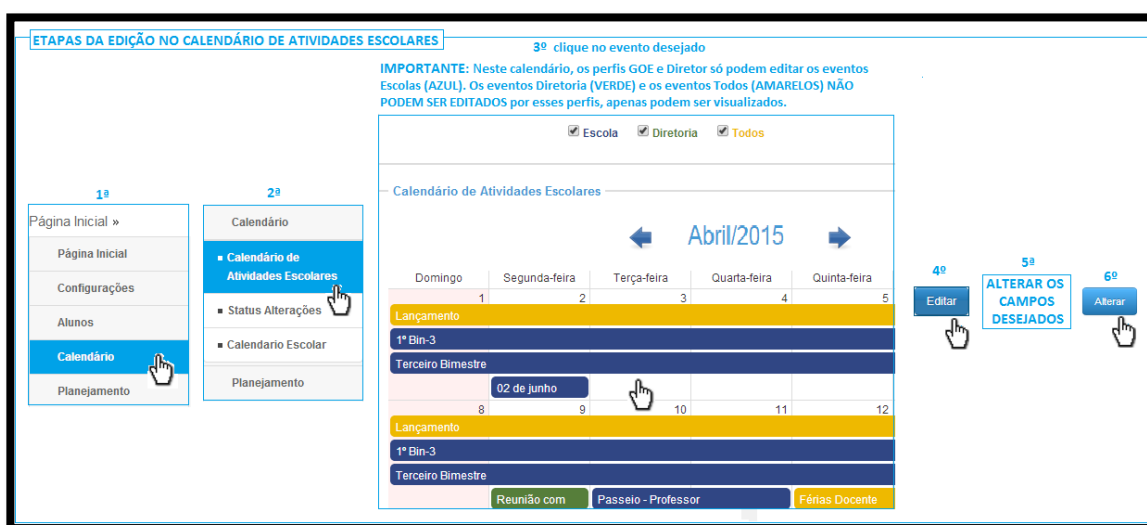 ETAPAS DA EDIÇÃO NO CALENDÁRIO DE ATIVIDADES ESCOLARES
3º clique no evento desejado
IMPORTANTE: Neste calendário, os perfis GOE e Diretor só podem editar os eventos
Escolas (AZUL). Os eventos Diretoria (VERDE) e os eventos Todos (AMARELOS) NÃO
PODEM SER EDITADOS por esses perfis, apenas podem ser visualizados.
1ª
Página Inicial »
Página Inicial
Configurações
Alunos
Calendário
Planejamento
2ª
Calendário
Calendário de
Atividades Escolares
Status Alterações
Calendario Escolar
Planejamento
Escola Diretoria Todos
Calendário de Atividades Escolares
Abril/2015
Domingo Segunda-feira Terça-feira Quarta-feira Quinta-feira
1 2 3 4 5
Lançamento
1º Bin-3
Terceiro Bimestre
02 de junho
8 9 10 11 12
Lançamento
1º Bin-3
Terceiro Bimestre
Reunião com Passeio - Professor Férias Docente
4º
Editar
5ª
ALTERAR OS
CAMPOS
DESEJADOS
6º
Alterar